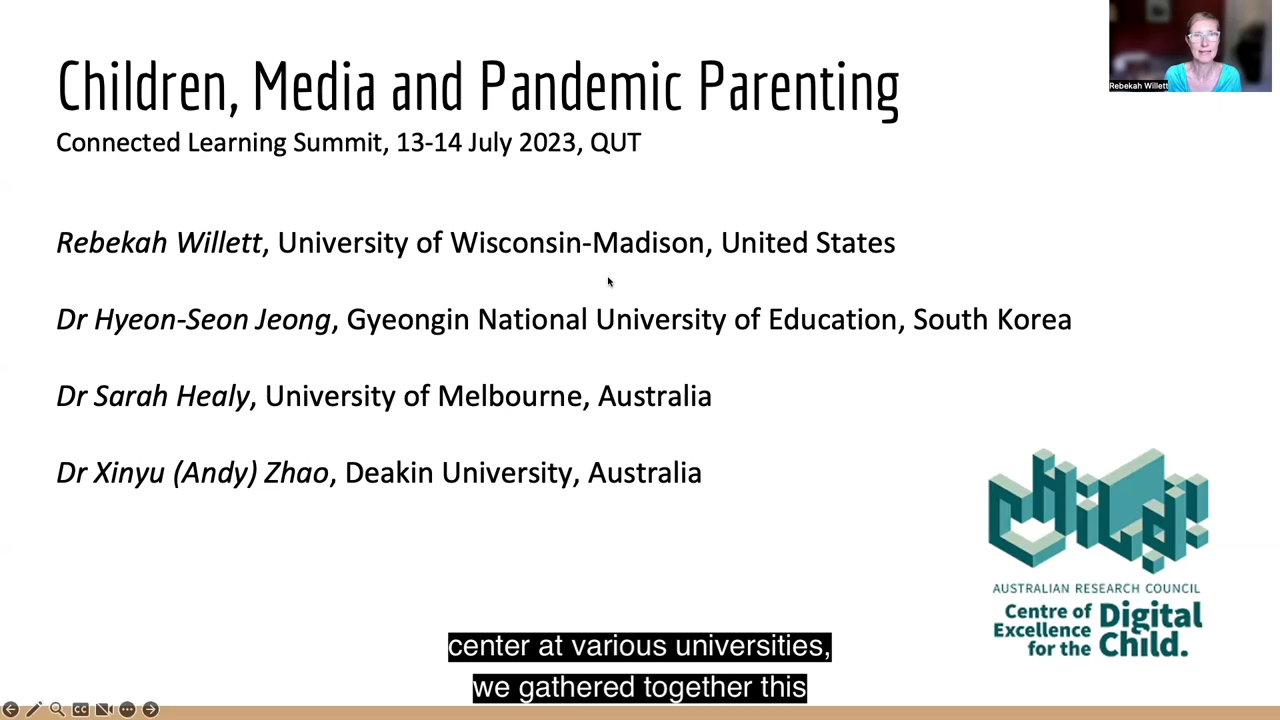 Children, Media and Pandemic Parenting
Connected Learning Summit, 13-14 July 2023, QUT
Rebekah Willett
Rebekah Willett, University of Wisconsin-Madison, United States
Dr Hyeon-Seon Jeong, Gyeongin National University of Education, South Korea
Dr Sarah Healy, University of Melbourne, Australia
Dr Xinyu (Andy) Zhao, Deakin University, Australia
child
AUSTRALIAN RESEARCH COUNCIL
Centre of
Excellence
for the
Digital
Child.
center at various universities,
we gathered together this
CC